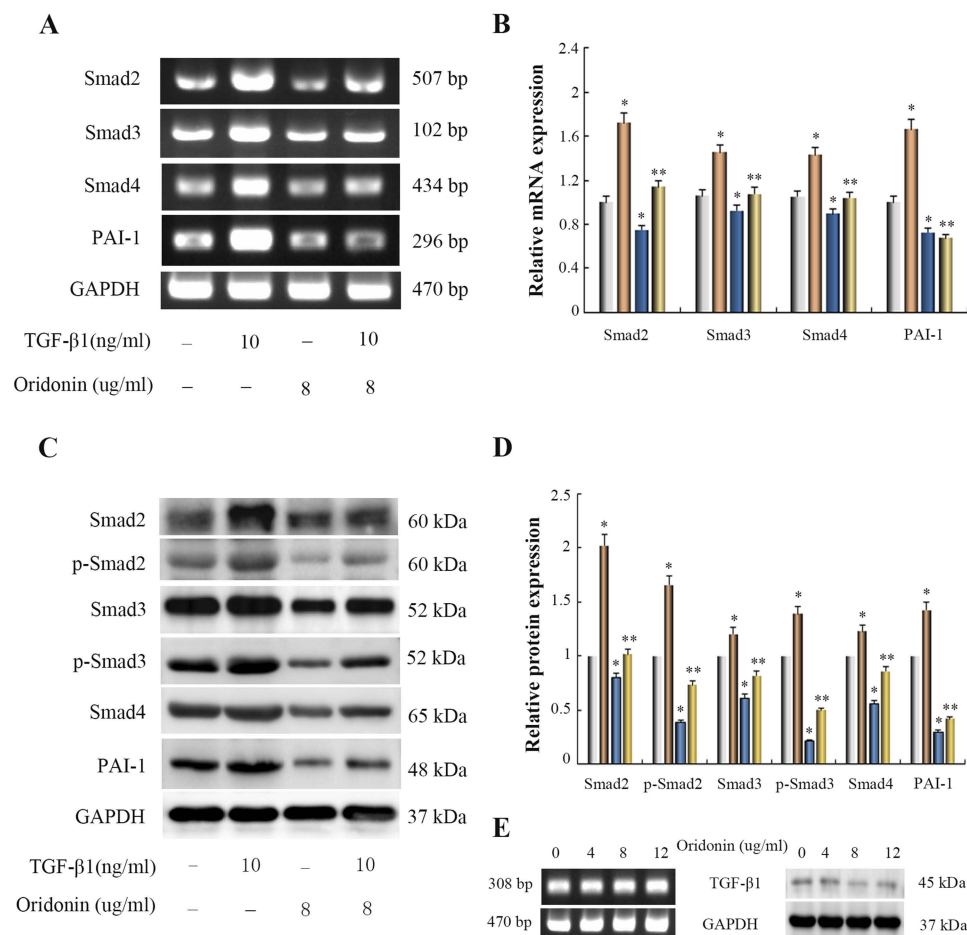 A
Smad2 507 bp
Smad3 102 bp
Smad4 434 bp
PAI-1 296 bp
GAPDH 470 bp
TGF-β1(ng/ml) – 10 – 10
Oridonin (ug/ml) – – 8 8
B
Relative mRNA expression
2.4
2.0
1.6
1.2
0.8
0.4
0
* * **
* * **
* * **
* * **
Smad2 Smad3 Smad4 PAI-1
C
Smad2 60 kDa
p-Smad2 60 kDa
Smad3 52 kDa
p-Smad3 52 kDa
Smad4 65 kDa
PAI-1 48 kDa
GAPDH 37 kDa
TGF-β1(ng/ml) – 10 – 10
Oridonin (ug/ml) – – 8 8
D
Relative protein expression
2.5
2
1.5
1
0.5
0
* * **
* * **
* * **
* * **
* * **
* * **
Smad2 p-Smad2 Smad3 p-Smad3 Smad4 PAI-1
E
0 4 8 12 Oridonin (ug/ml) 0 4 8 12
308 bp TGF-β1 45 kDa
470 bp GAPDH 37 kDa